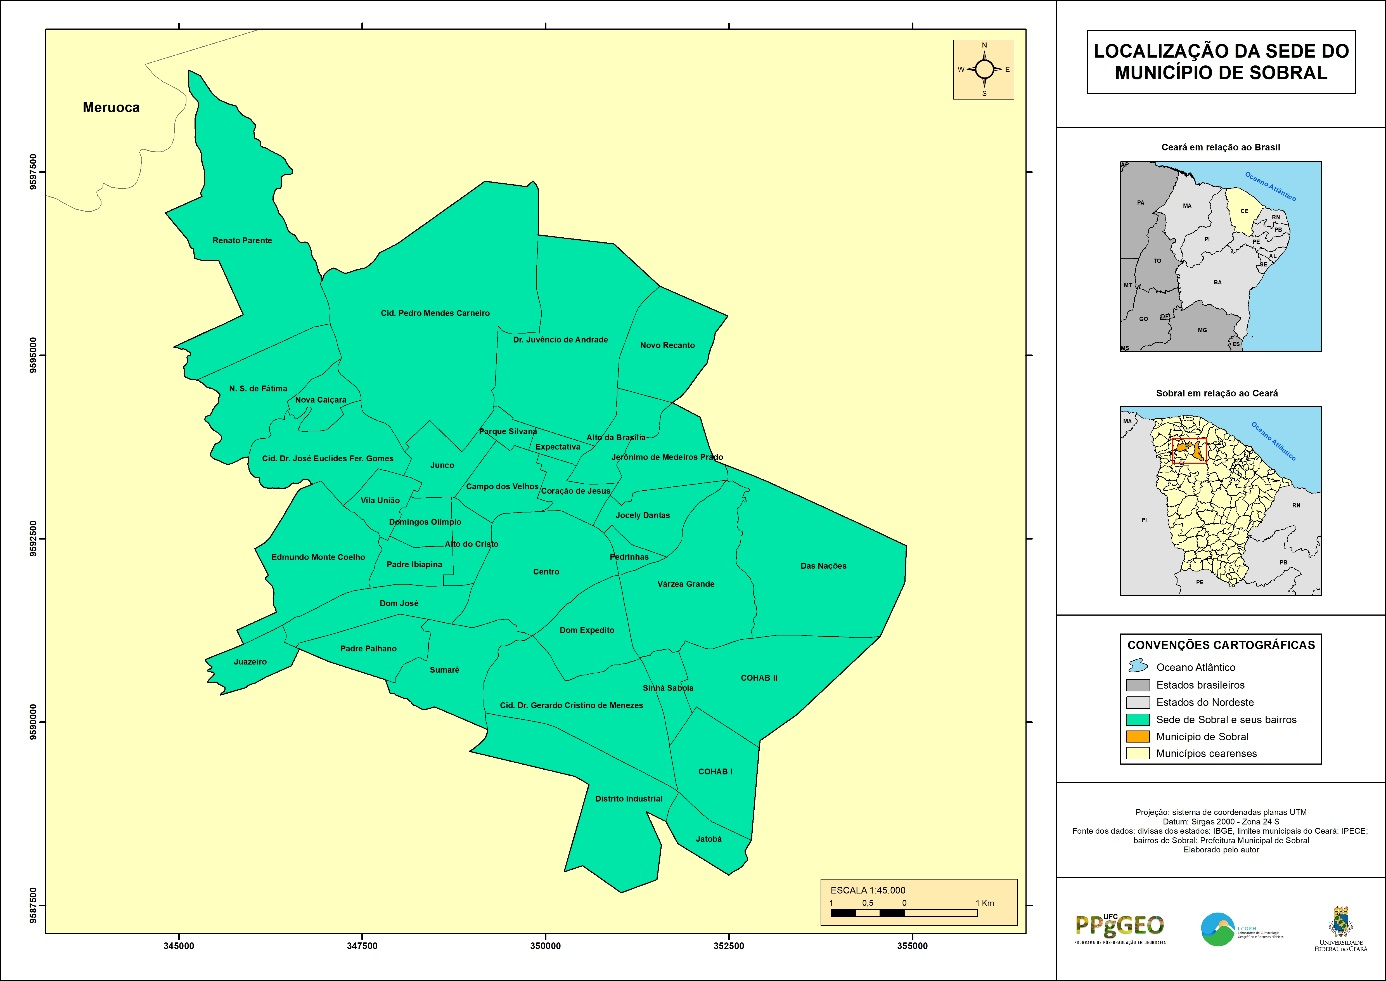 LOCALIZAÇÃO DA SEDE DO
MUNICÍPIO DE SOBRAL
Meruoca
N
W
E
S
Renato Parente
Cid. Pedro Mendes Carneiro
Dr. Juvêncio de Andrade
Novo Recanto
N. S. de Fátima
Nova Caiçara
Parque Silvana
Alto da Brasília
Expectativa
Jerônimo de Medeiros Prado
Cid. Dr. José Euclides Fer. Gomes
Junco
Campo dos Velhos
Coração de Jesus
Vila União
Jocely Dantas
Domingos Olimpio
Alto do Cristo
Edmundo Monte Coelho
Padre Ibiapina
Pedrinhas
Centro
Das Nações
Várzea Grande
Dom José
Dom Expedito
Padre Palhano
Juazeiro
Sumaré
COHAB II
Sinhá Saboia
Cid. Dr. Gerardo Cristino de Menezes
COHAB I
Distrito Industrial
Jatobá
9597500
9595000
9592500
9590000
9587500
345000
347500
350000
352500
355000
ESCALA 1:45.000
1 0,5 0 1 Km
Ceará em relação ao Brasil
Oceano Atlântico
AP
PA
MA
CE
RN
PB
PI
PE
AL
SE
TO
BA
MT
GO
DF
MG
MS
ES
Sobral em relação ao Ceará
Oceano Atlântico
MA
RN
PI
PB
PE
CONVENÇÕES CARTOGRÁFICAS
Oceano Atlântico
Estados brasileiros
Estados do Nordeste
Sede de Sobral e seus bairros
Município de Sobral
Municípios cearenses
Projeção: sistema de coordenadas planas UTM
Datum: Sirgas 2000 - Zona 24 S
Fonte dos dados: divisas dos estados: IBGE, limites municipais do Ceará: IPECE;
bairros de Sobral: Prefeitura Municipal de Sobral
Elaborado pelo autor
UFC
PPgGEO
UNIVERSIDADE
FEDERAL DO CEARÁ